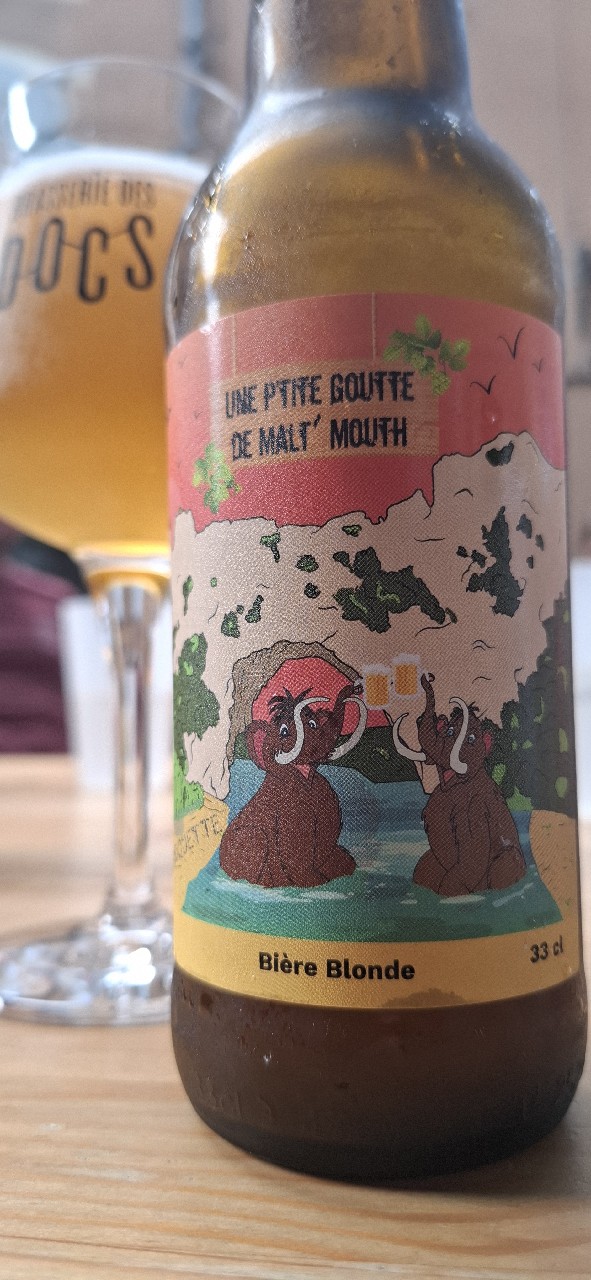 BRASSERIE DES
DOCS
UNE P'TITE GOUTTE
DE MALT' MOUTH
Bière Blonde
33 cl